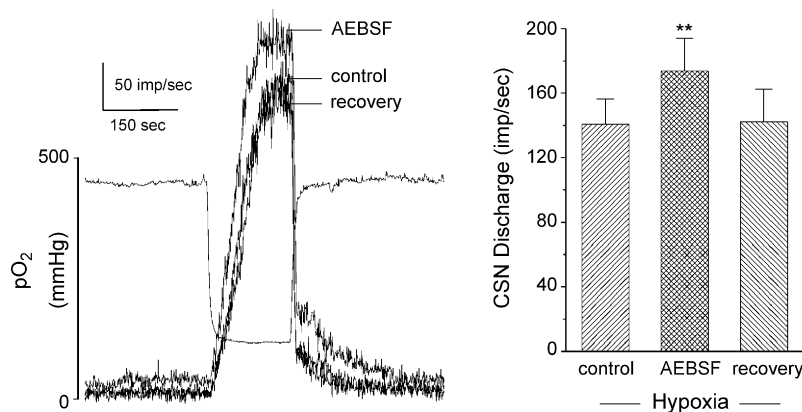 AEBSF
control
recovery
50 imp/sec
150 sec
500
pO2
(mmHg)
0
CSN Discharge (imp/sec)
200
160
120
80
40
0
**
control AEBSF recovery
Hypoxia